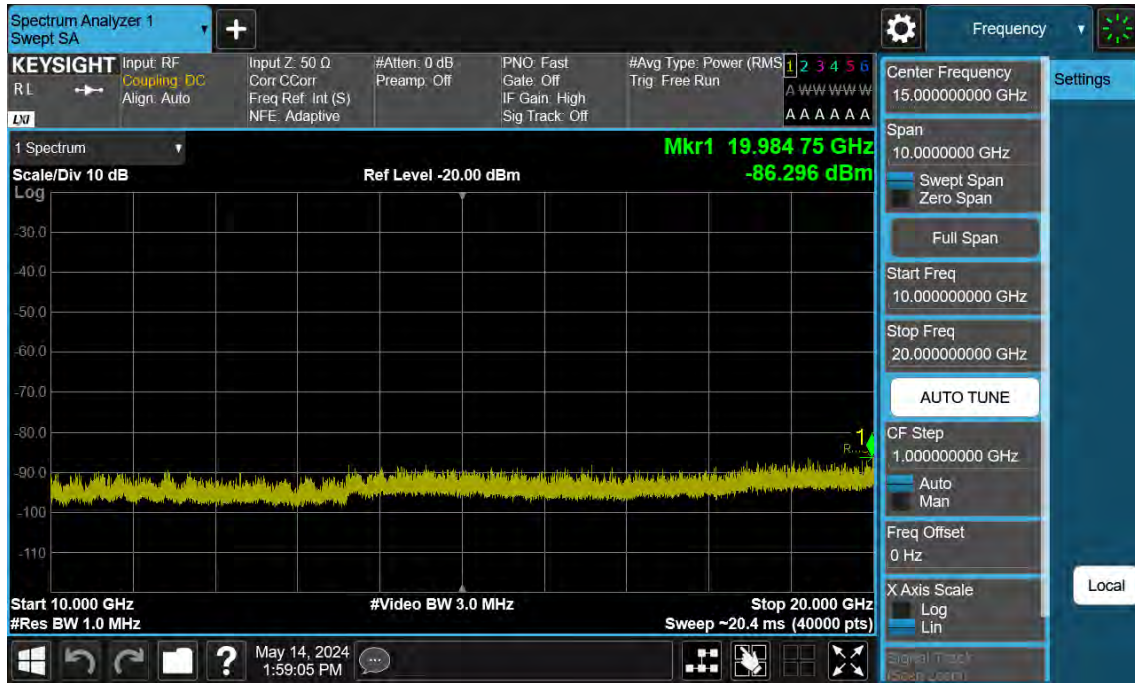 Spectrum Analyzer 1
Swept SA
Frequency
KEYSIGHT
RL
LXI
Input: RF
Coupling: DC
Align: Auto
Input Z: 50 Ω
Corr CCorr
Freq Ref: Int (S)
NFE: Adaptive
#Atten: 0 dB
Preamp: Off
PNO: Fast
Gate: Off
IF Gain: High
Sig Track: Off
#Avg Type: Power (RMS
Trig: Free Run
1 2 3 4 5 6
A W W W W W
A A A A A A
1 Spectrum
Scale/Div 10 dB
Ref Level -20.00 dBm
Mkr1 19.984 75 GHz
-86.296 dBm
Log
-30.0
-40.0
-50.0
-60.0
-70.0
-80.0
-90.0
-100
-110
1
Start 10.000 GHz
#Res BW 1.0 MHz
#Video BW 3.0 MHz
Stop 20.000 GHz
Sweep ~20.4 ms (40000 pts)
May 14, 2024
1:59:05 PM
Center Frequency
15.000000000 GHz
Span
10.0000000 GHz
Swept Span
Zero Span
Full Span
Start Freq
10.000000000 GHz
Stop Freq
20.000000000 GHz
AUTO TUNE
CF Step
1.000000000 GHz
Auto
Man
Freq Offset
0 Hz
X Axis Scale
Log
Lin
Signal Track
(Span Zoom)
Settings
Local